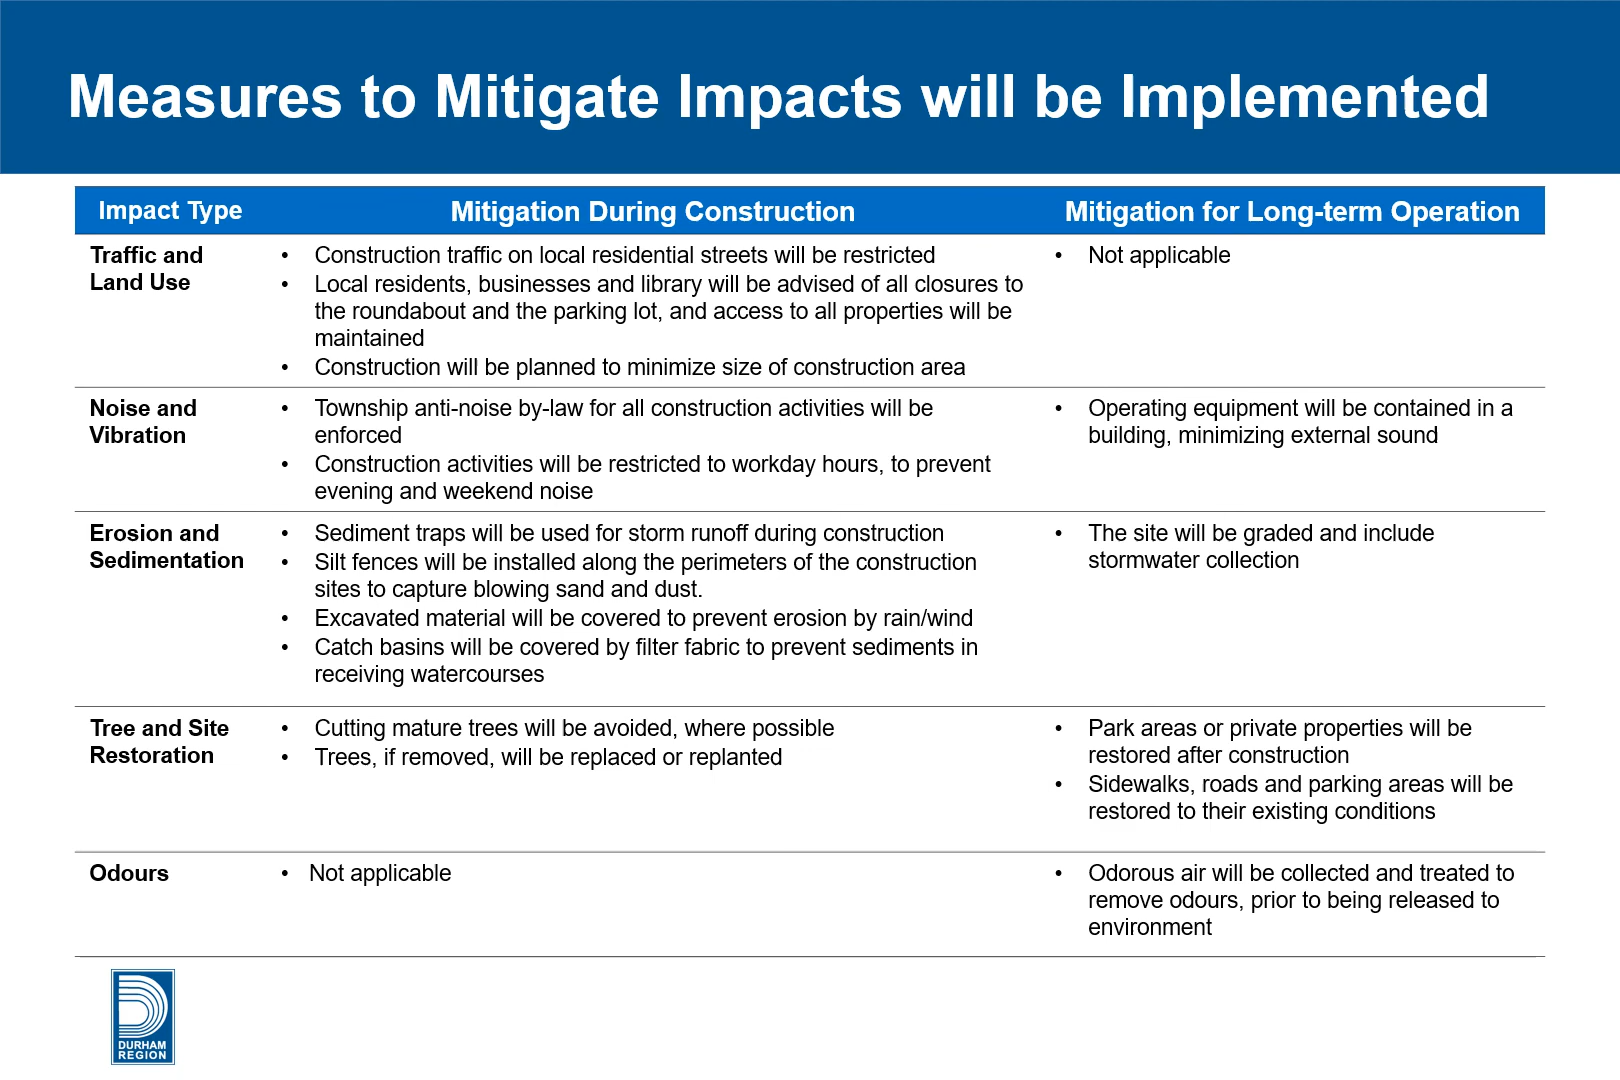 Measures to Mitigate Impacts will be Implemented
Impact Type
Mitigation During Construction
Mitigation for Long-term Operation
Traffic and
Land Use
• Construction traffic on local residential streets will be restricted
• Local residents, businesses and library will be advised of all closures to
the roundabout and the parking lot, and access to all properties will be
maintained
• Construction will be planned to minimize size of construction area
• Not applicable
Noise and
Vibration
• Township anti-noise by-law for all construction activities will be
enforced
• Construction activities will be restricted to workday hours, to prevent
evening and weekend noise
• Operating equipment will be contained in a
building, minimizing external sound
Erosion and
Sedimentation
• Sediment traps will be used for storm runoff during construction
• Silt fences will be installed along the perimeters of the construction
sites to capture blowing sand and dust.
• Excavated material will be covered to prevent erosion by rain/wind
• Catch basins will be covered by filter fabric to prevent sediments in
receiving watercourses
• The site will be graded and include
stormwater collection
Tree and Site
Restoration
• Cutting mature trees will be avoided, where possible
• Trees, if removed, will be replaced or replanted
• Park areas or private properties will be
restored after construction
• Sidewalks, roads and parking areas will be
restored to their existing conditions
Odours
• Not applicable
• Odorous air will be collected and treated to
remove odours, prior to being released to
environment
DURHAM
REGION